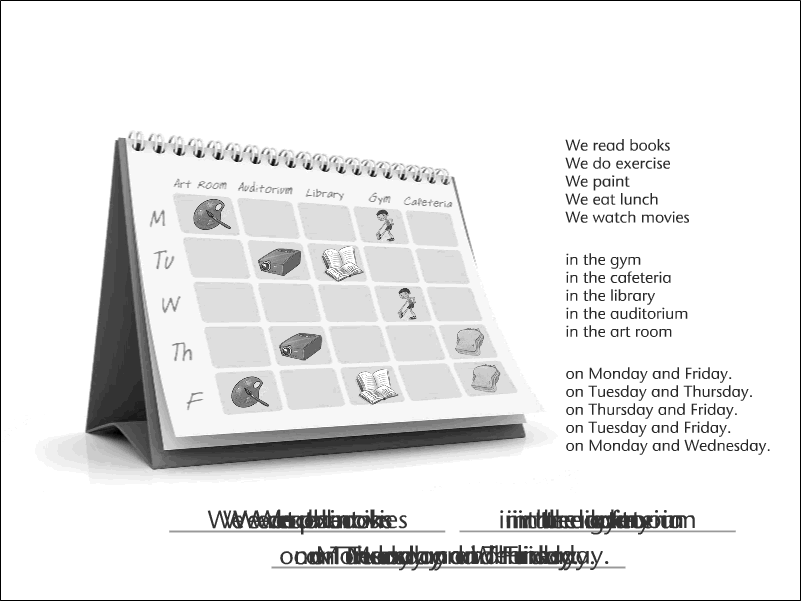 Art Room Auditorium Library Gym Cafeteria
M
Tu
W
Th
F
We read books
We do exercise
We paint
We eat lunch
We watch movies
in the gym
in the cafeteria
in the library
in the auditorium
in the art room
on Monday and Friday.
on Tuesday and Thursday.
on Thursday and Friday.
on Tuesday and Friday.
on Monday and Wednesday.